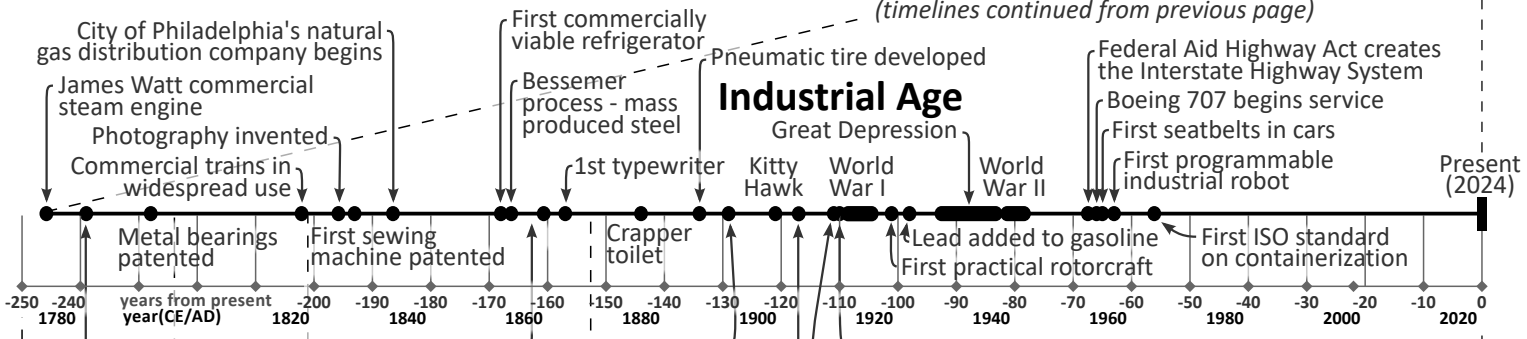 (timelines continued from previous page)
City of Philadelphia's natural
gas distribution company begins
First commercially
viable refrigerator
Pneumatic tire developed
Federal Aid Highway Act creates
the Interstate Highway System
James Watt commercial
steam engine
Bessemer
process - mass
produced steel
Industrial Age
Boeing 707 begins service
Photography invented
Great Depression
First seatbelts in cars
Commercial trains in
widespread use
1st typewriter
Kitty
Hawk
World
War I
World
War II
First programmable
industrial robot
Present
(2024)
Metal bearings
patented
First sewing
machine patented
Crapper
toilet
Lead added to gasoline
First practical rotorcraft
First ISO standard
on containerization
-250 -240 years from present -200 -190 -180 -170 -160 -150 -140 -130 -120 -110 -100 -90 -80 -70 -60 -50 -40 -30 -20 -10 0
1780 year(CE/AD) 1820 1840 1860 1880 1900 1920 1940 1960 1980 2000 2020